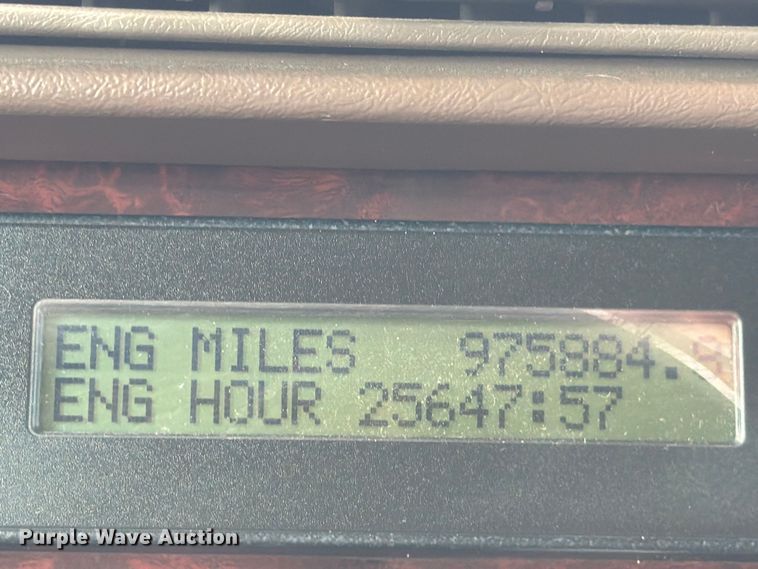 ENG MILES 975884.
ENG HOUR 25647:57
Purple Wave Auction